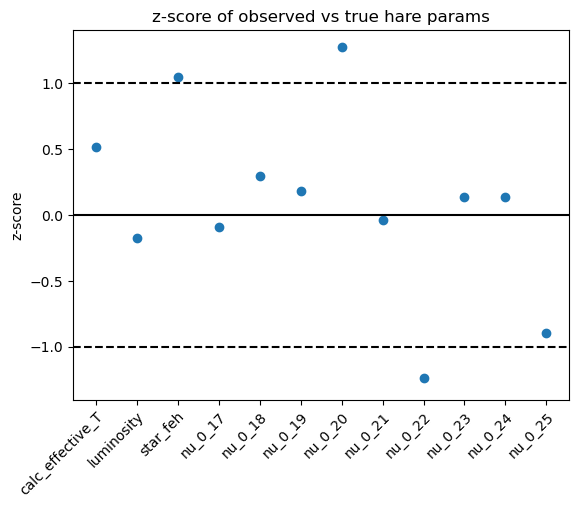 z-score of observed vs true hare params
z-score
1.0
0.5
0.0
−0.5
−1.0
calc_effective_T
luminosity
star_feh
nu_0_17
nu_0_18
nu_0_19
nu_0_20
nu_0_21
nu_0_22
nu_0_23
nu_0_24
nu_0_25